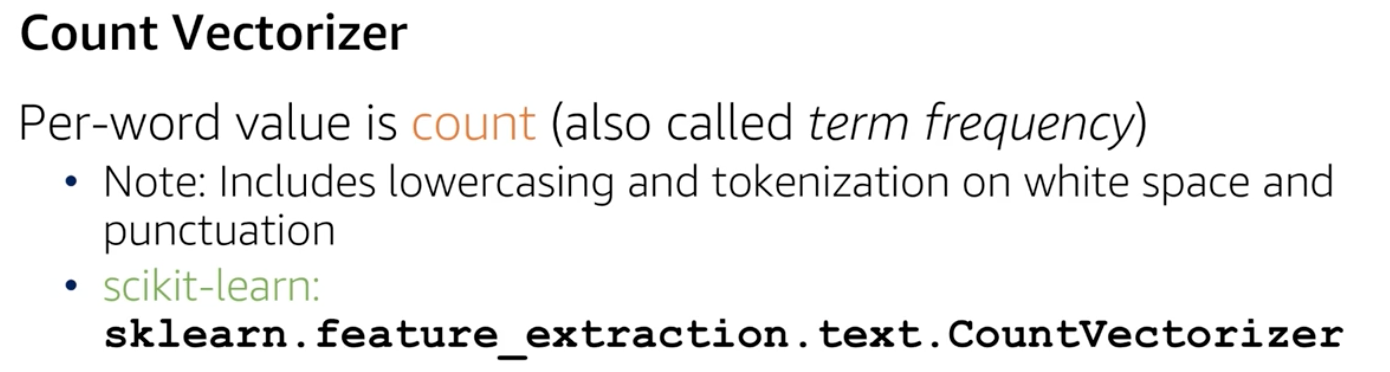 Count Vectorizer
Per-word value is count (also called term frequency)
• Note: Includes lowercasing and tokenization on white space and
punctuation
• scikit-learn:
sklearn.feature_extraction.text.CountVectorizer